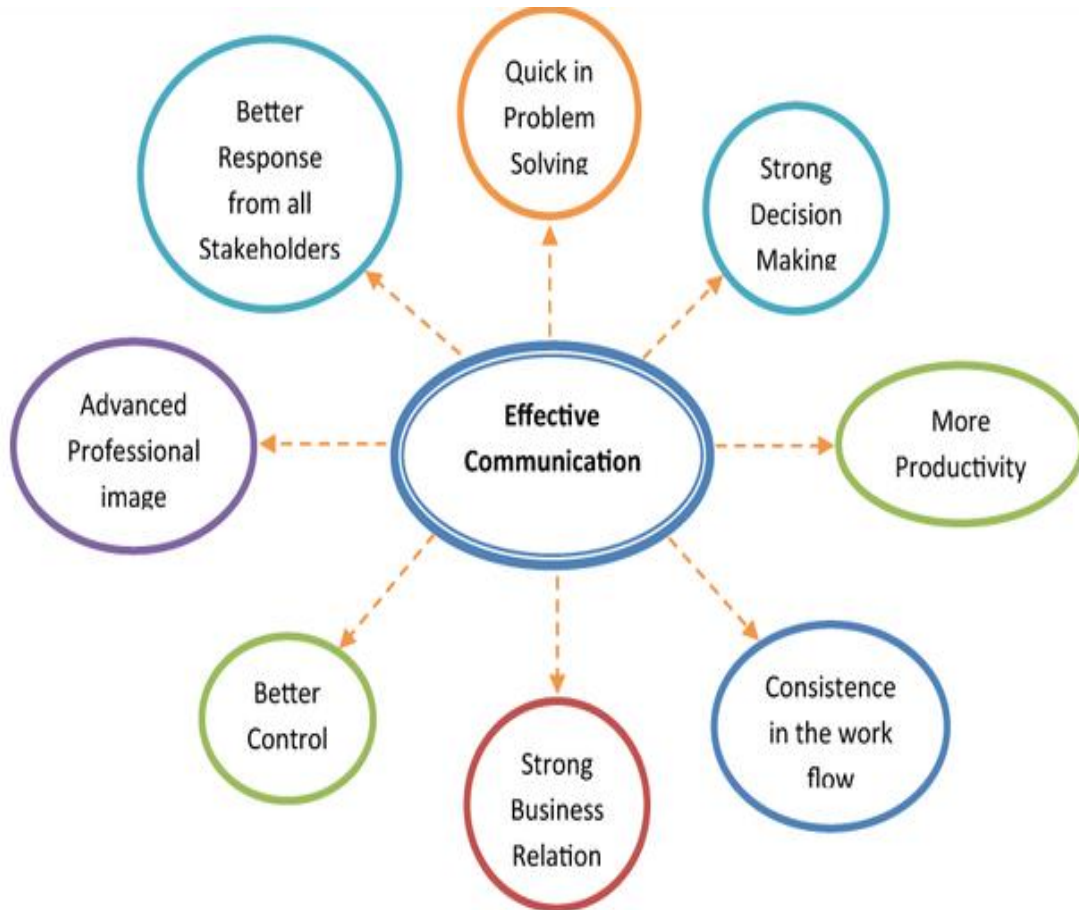 Better
Response
from all
Stakeholders
Quick in
Problem
Solving
Strong
Decision
Making
Advanced
Professional
image
Effective
Communication
More
Productivity
Better
Control
Strong
Business
Relation
Consistence
in the work
flow